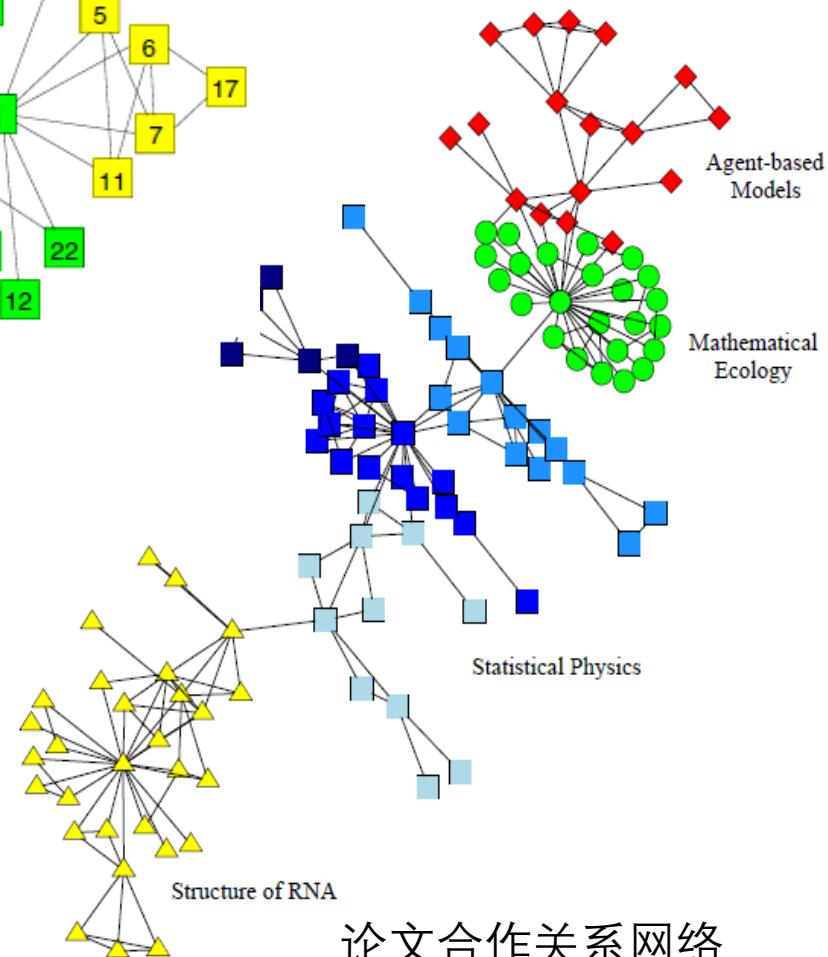 5
6
17
7
11
22
12
Agent-based
Models
Mathematical
Ecology
Statistical Physics
Structure of RNA
论文合作关系网络